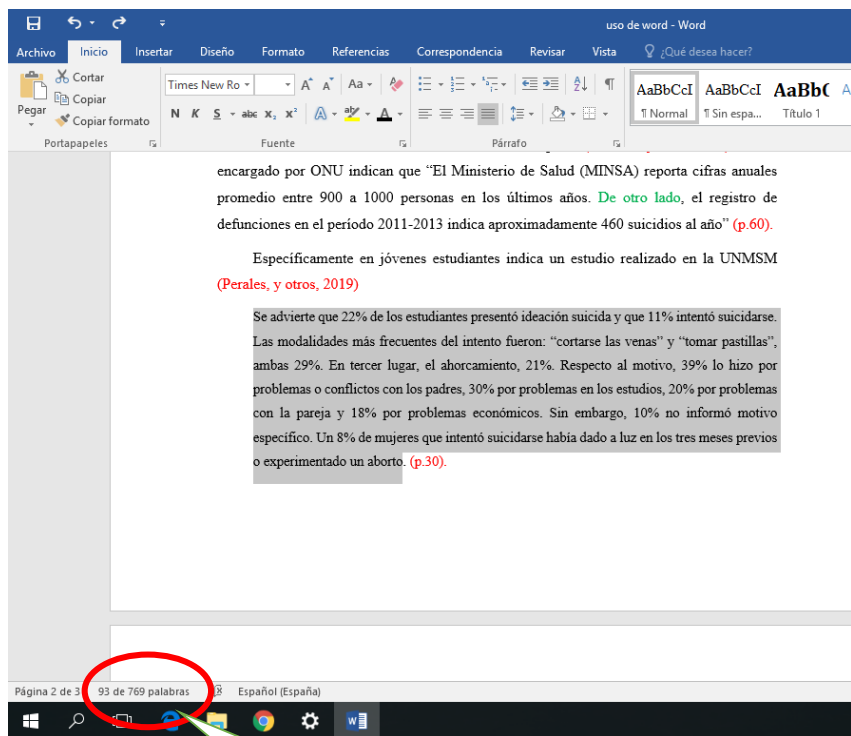 uso de word - Word
Archivo Inicio Insertar Diseño Formato Referencias Correspondencia Revisar Vista ¿Qué desea hacer?
Pegar
Cortar
Copiar
Copiar formato
Portapapeles
Times New Ro
Aa
N K S abc x₂ x²
Fuente
Párrafo
AaBbCcI
¶ Normal
AaBbCcI
¶ Sin espa...
AaBb(
Título 1
encargado por ONU indican que “El Ministerio de Salud (MINSA) reporta cifras anuales
promedio entre 900 a 1000 personas en los últimos años. De otro lado, el registro de
defunciones en el período 2011-2013 indica aproximadamente 460 suicidios al año” (p.60).
Específicamente en jóvenes estudiantes indica un estudio realizado en la UNMSM
(Perales, y otros, 2019)
Se advierte que 22% de los estudiantes presentó ideación suicida y que 11% intentó suicidarse.
Las modalidades más frecuentes del intento fueron: “cortarse las venas” y “tomar pastillas”,
ambas 29%. En tercer lugar, el ahorcamiento, 21%. Respecto al motivo, 39% lo hizo por
problemas o conflictos con los padres, 30% por problemas en los estudios, 20% por problemas
con la pareja y 18% por problemas económicos. Sin embargo, 10% no informó motivo
específico. Un 8% de mujeres que intentó suicidarse había dado a luz en los tres meses previos
o experimentado un aborto. (p.30).
Página 2 de 3 93 de 769 palabras Español (España)